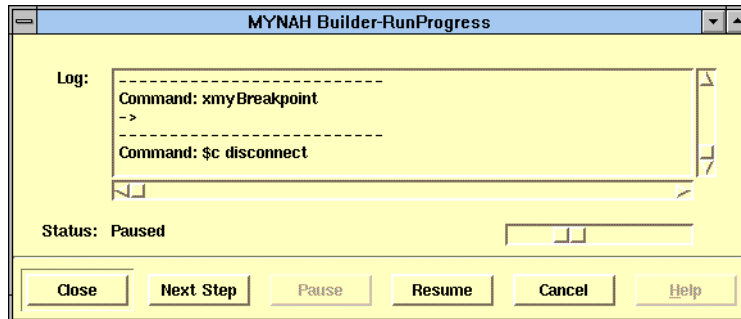 MYNAH Builder-RunProgress
Log:
--------------------------
Command: xmyBreakpoint
->
--------------------------
Command: $c disconnect
Status: Paused
Close Next Step Pause Resume Cancel Help